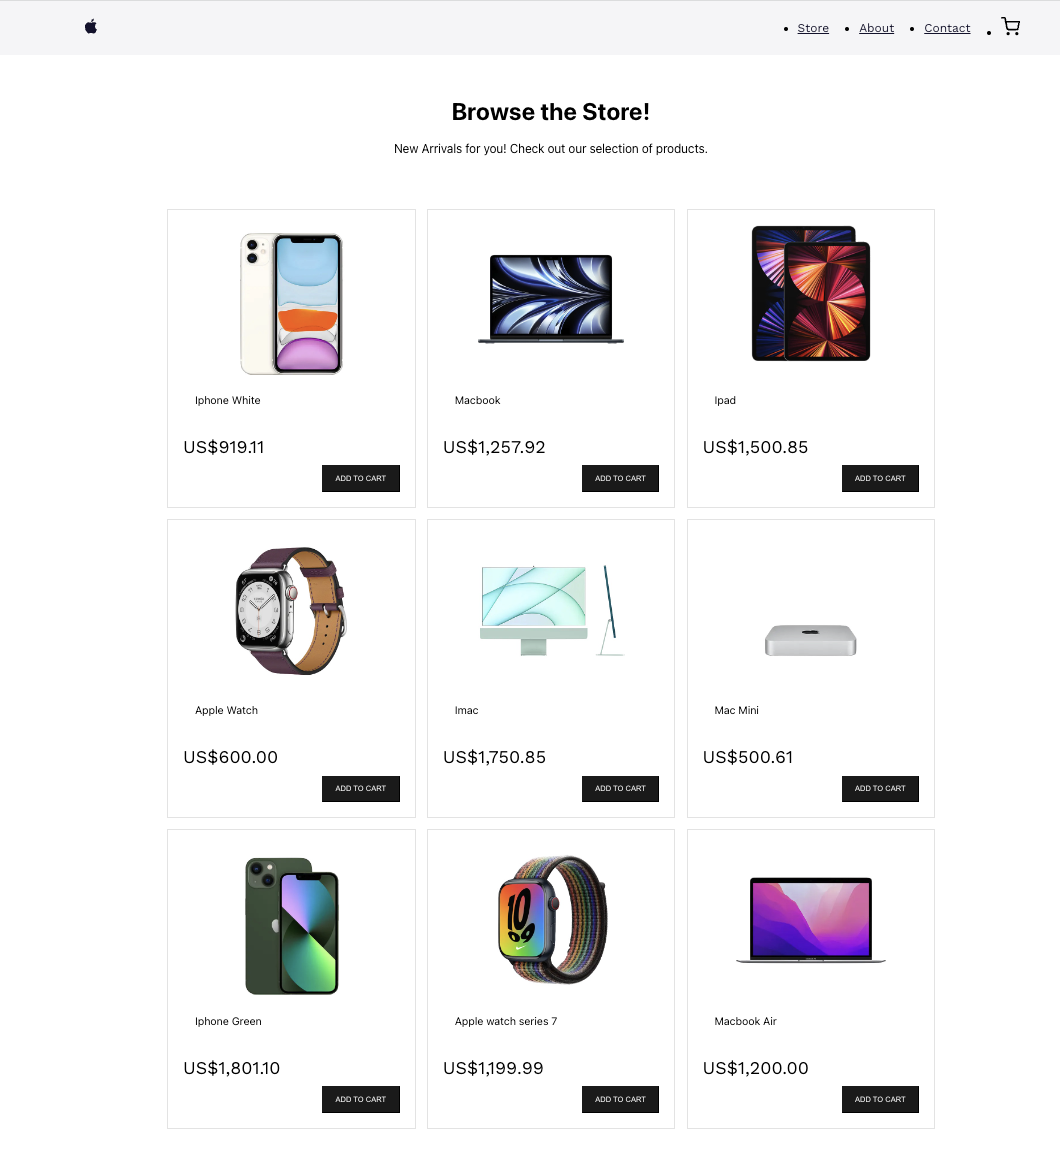 Store About Contact
Browse the Store!
New Arrivals for you! Check out our selection of products.
Iphone White
US$919.11
ADD TO CART
Macbook
US$1,257.92
ADD TO CART
Ipad
US$1,500.85
ADD TO CART
Apple Watch
US$600.00
ADD TO CART
Imac
US$1,750.85
ADD TO CART
Mac Mini
US$500.61
ADD TO CART
Iphone Green
US$1,801.10
ADD TO CART
Apple watch series 7
US$1,199.99
ADD TO CART
Macbook Air
US$1,200.00
ADD TO CART